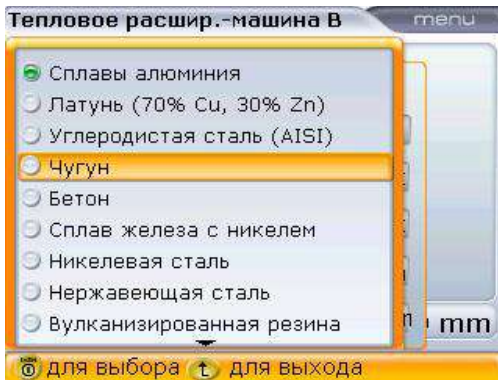 Тепловое расшир.-машина B menu
Сплавы алюминия
Латунь (70% Cu, 30% Zn)
Углеродистая сталь (AISI)
Чугун
Бетон
Сплав железа с никелем
Никелевая сталь
Нержавеющая сталь
Вулканизированная резина
mm
для выбора для выхода